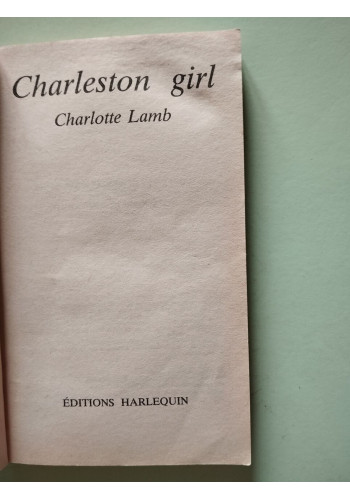 Charleston girl
Charlotte Lamb
ÉDITIONS HARLEQUIN